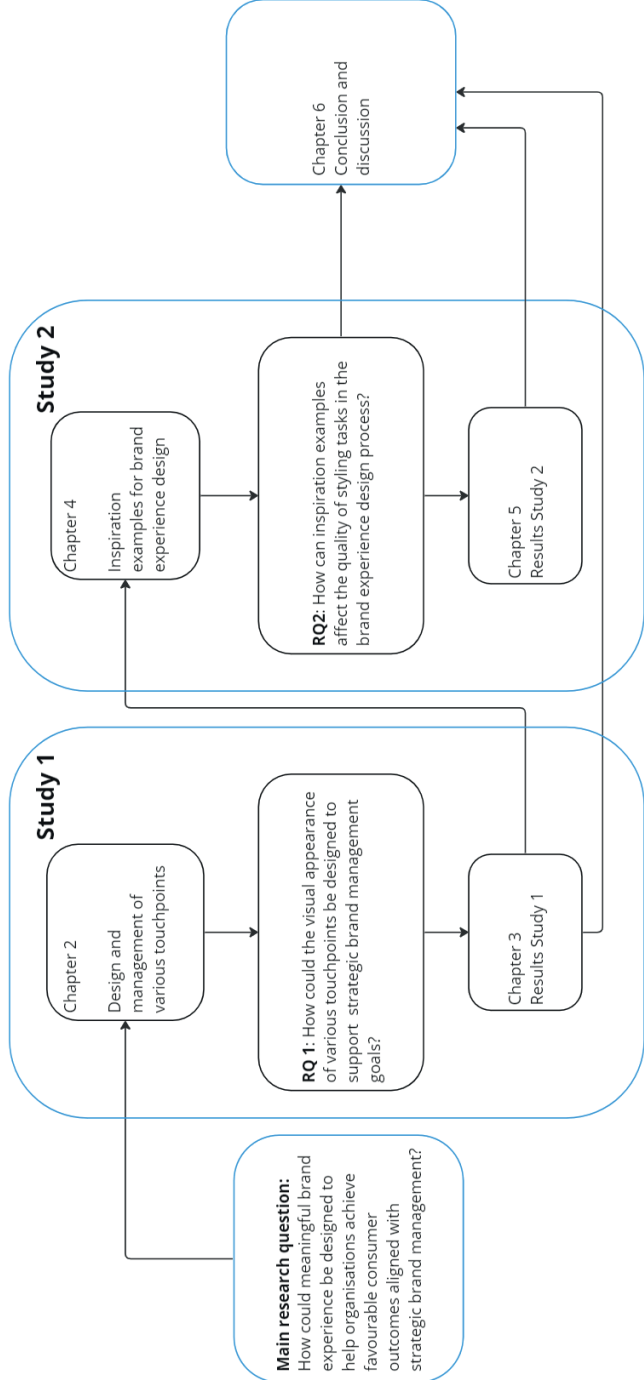 Main research question:
How could meaningful brand
experience be designed to
help organisations achieve
favourable consumer
outcomes aligned with
strategic brand management?
Study 1
Chapter 2
Design and
management of
various touchpoints
RQ 1: How could the visual appearance
of various touchpoints be designed to
support strategic brand management
goals?
Chapter 3
Results Study 1
Study 2
Chapter 4
Inspiration
examples for brand
experience design
RQ2: How can inspiration examples
affect the quality of styling tasks in the
brand experience design process?
Chapter 5
Results Study 2
Chapter 6
Conclusion and
discussion